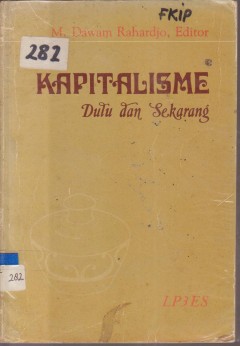 FKIP
M. Dawam Rahardjo, Editor
282
KAPITALISME
Dulu dan Sekarang
282
LP3ES